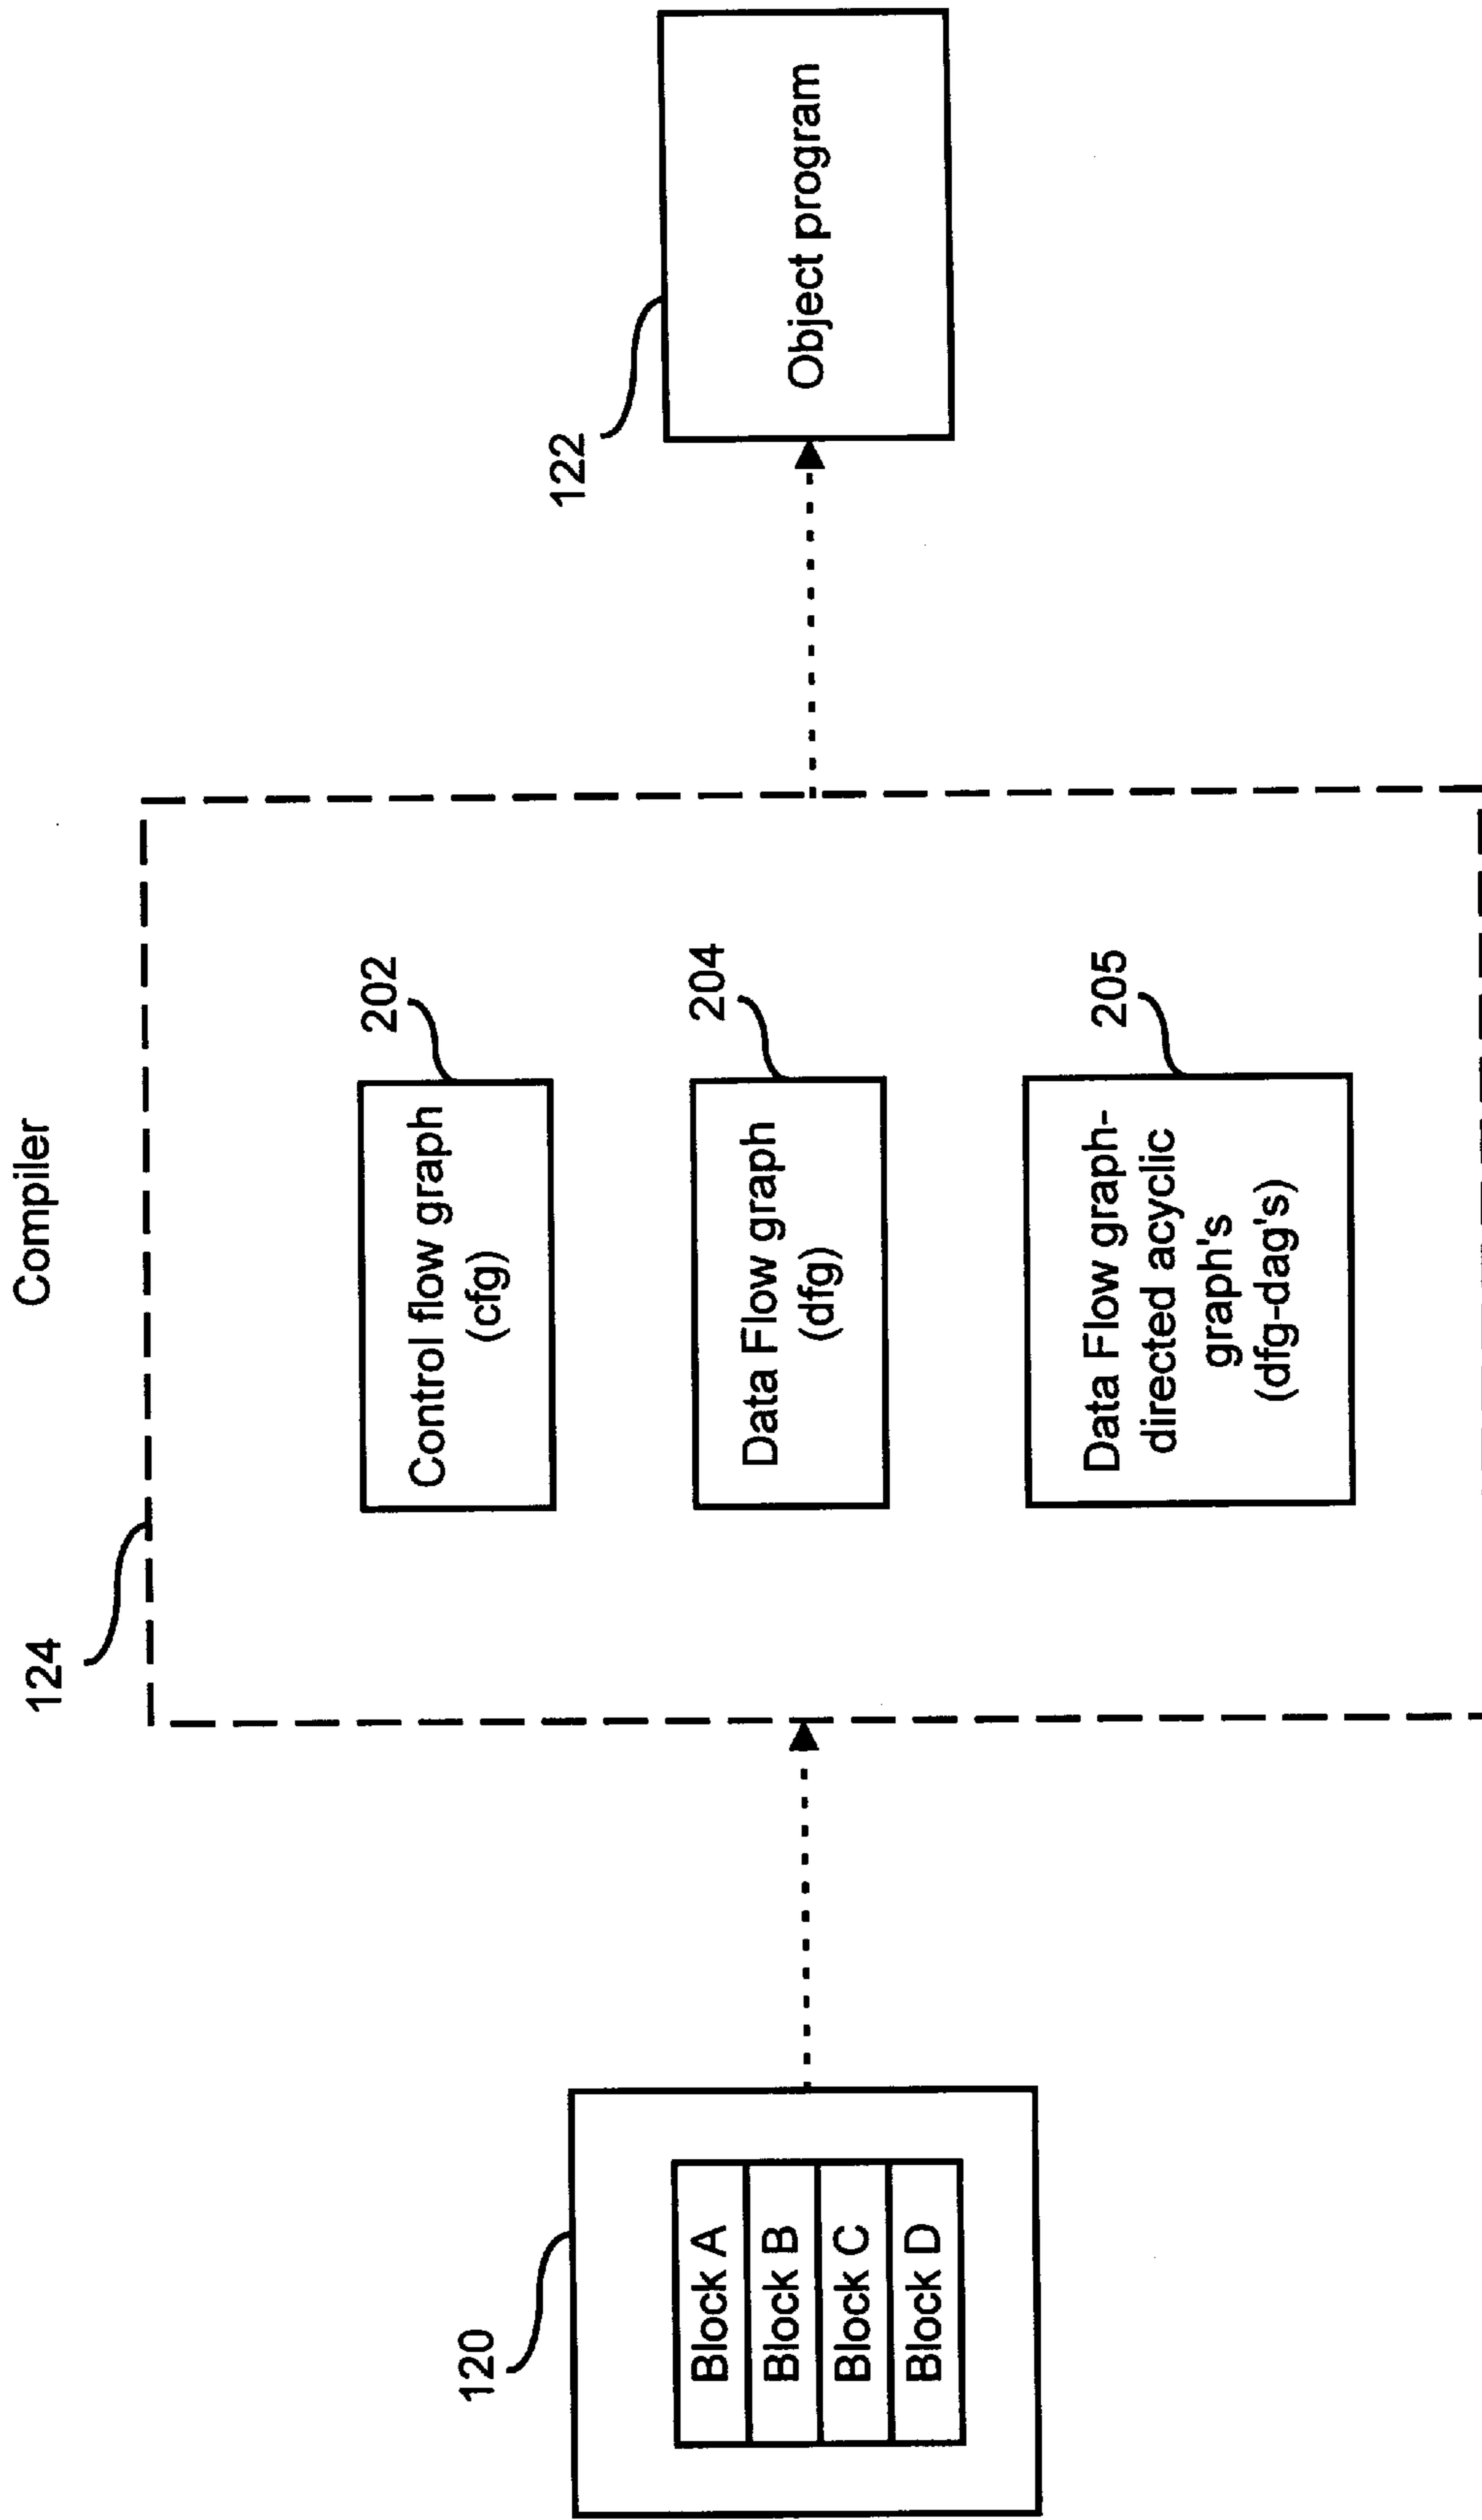 Compiler
124
202
Control flow graph
(cfg)
204
Data Flow graph
(dfg)
205
Data Flow graph-
directed acyclic
graph's
(dfg-dag's)
120
Block A
Block B
Block C
Block D
122
Object program